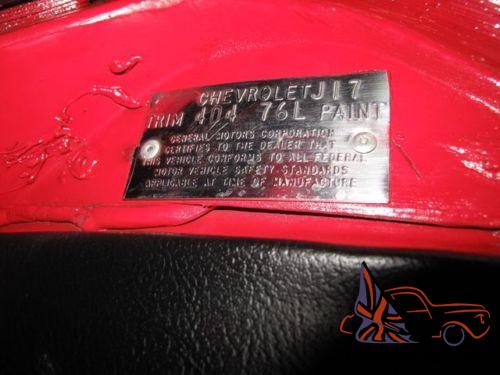 CHEVROLET J17
TRIM 404 76L PAINT
GENERAL MOTORS CORPORATION
CERTIFIES TO THE DEALER THAT
THIS VEHICLE CONFORMS TO ALL FEDERAL
MOTOR VEHICLE SAFETY STANDARDS
APPLICABLE AT TIME OF MANUFACTURE